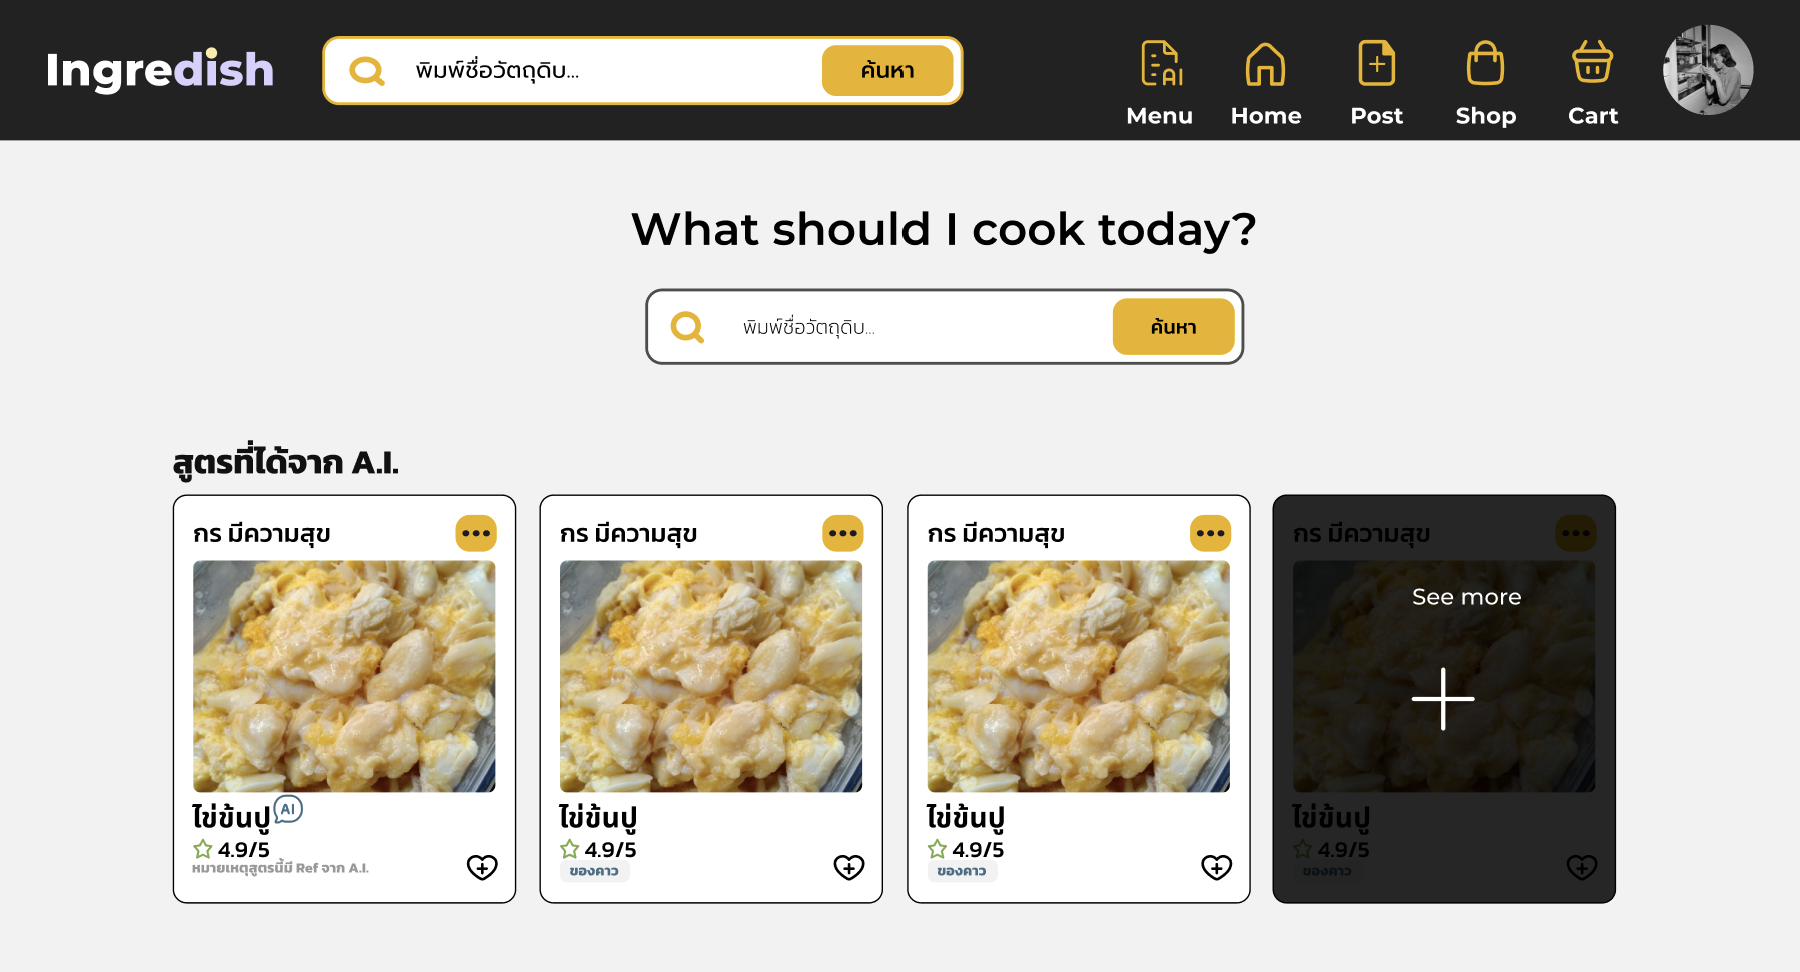 Ingredish
พิมพ์ชื่อวัตถุดิบ...
ค้นหา
AI
Menu
Home
Post
Shop
Cart
What should I cook today?
พิมพ์ชื่อวัตถุดิบ...
ค้นหา
สูตรที่ได้จาก A.I.
กร มีความสุข
ไข่ข้นปู
AI
4.9/5
หมายเหตุสูตรนี้มี Ref จาก A.I.
กร มีความสุข
ไข่ข้นปู
4.9/5
ของคาว
กร มีความสุข
ไข่ข้นปู
4.9/5
ของคาว
กร มีความสุข
See more
ไข่ข้นปู
4.9/5
ของคาว